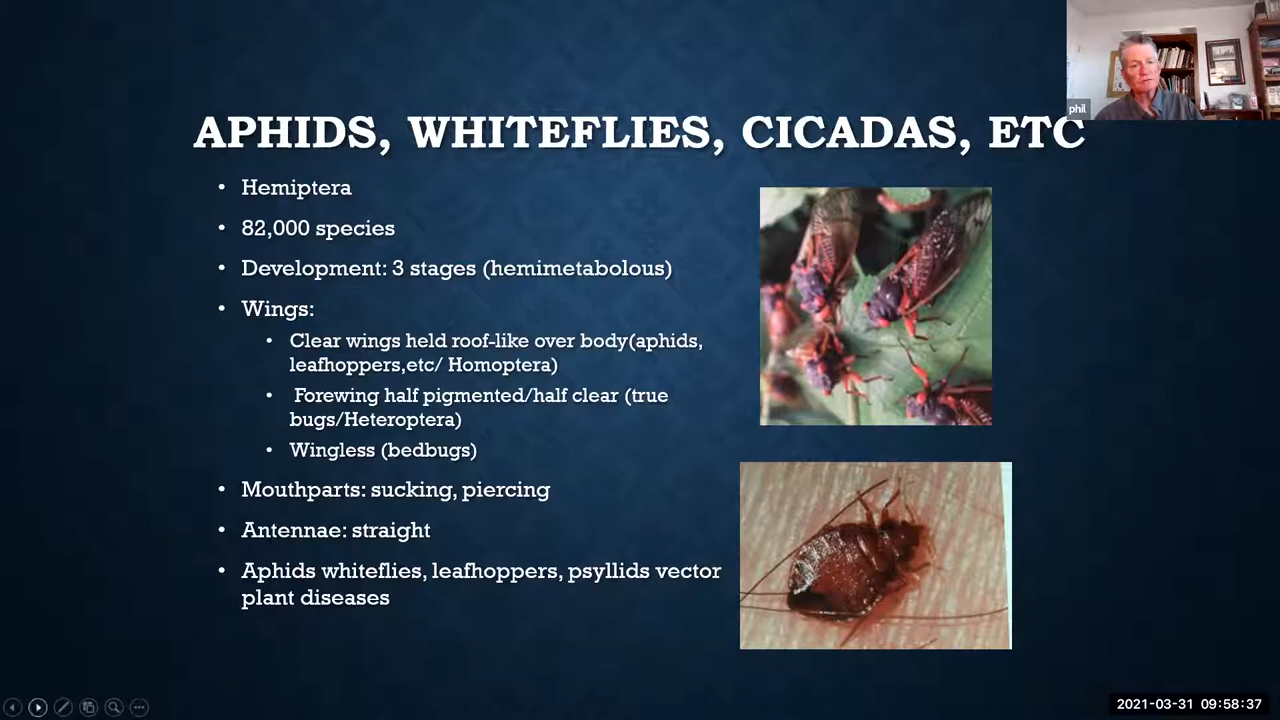 phil
APHIDS, WHITEFLIES, CICADAS, ETC
• Hemiptera
• 82,000 species
• Development: 3 stages (hemimetabolous)
• Wings:
• Clear wings held roof-like over body(aphids,
leafhoppers,etc/ Homoptera)
• Forewing half pigmented/half clear (true
bugs/Heteroptera)
• Wingless (bedbugs)
• Mouthparts: sucking, piercing
• Antennae: straight
• Aphids whiteflies, leafhoppers, psyllids vector
plant diseases
2021-03-31 09:58:37